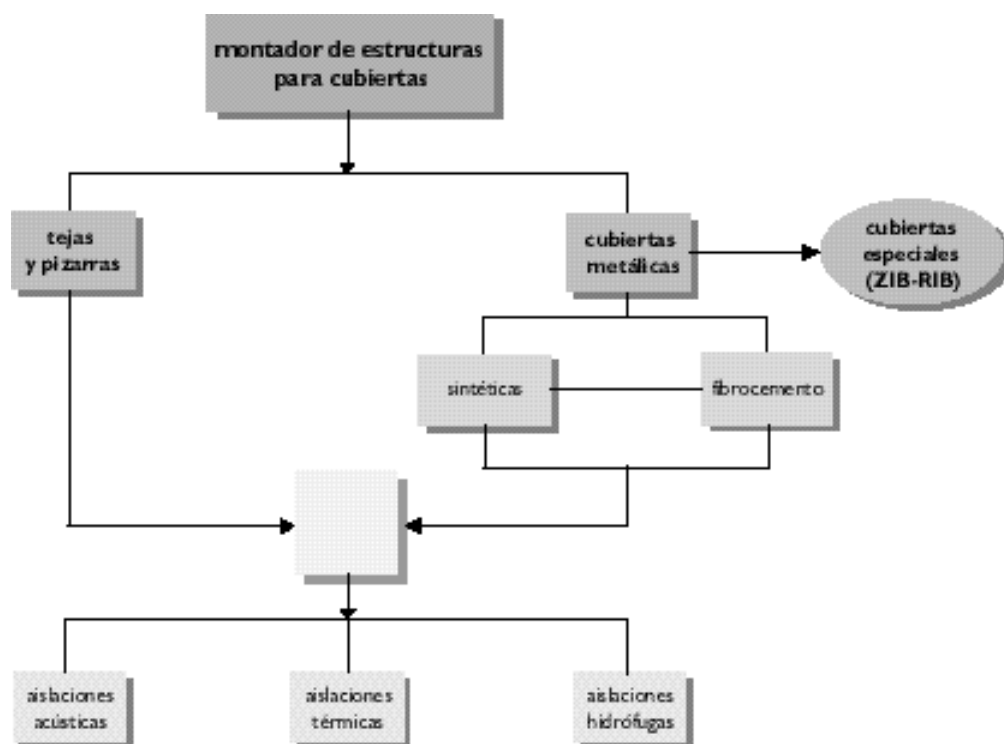 montador de estructuras
para cubiertas
tejas
y pizarras
cubiertas
metálicas
cubiertas
especiales
(ZIB-RIB)
sintéticas
fibrocemento
aislaciones
acústicas
aislaciones
térmicas
aislaciones
hidrófugas